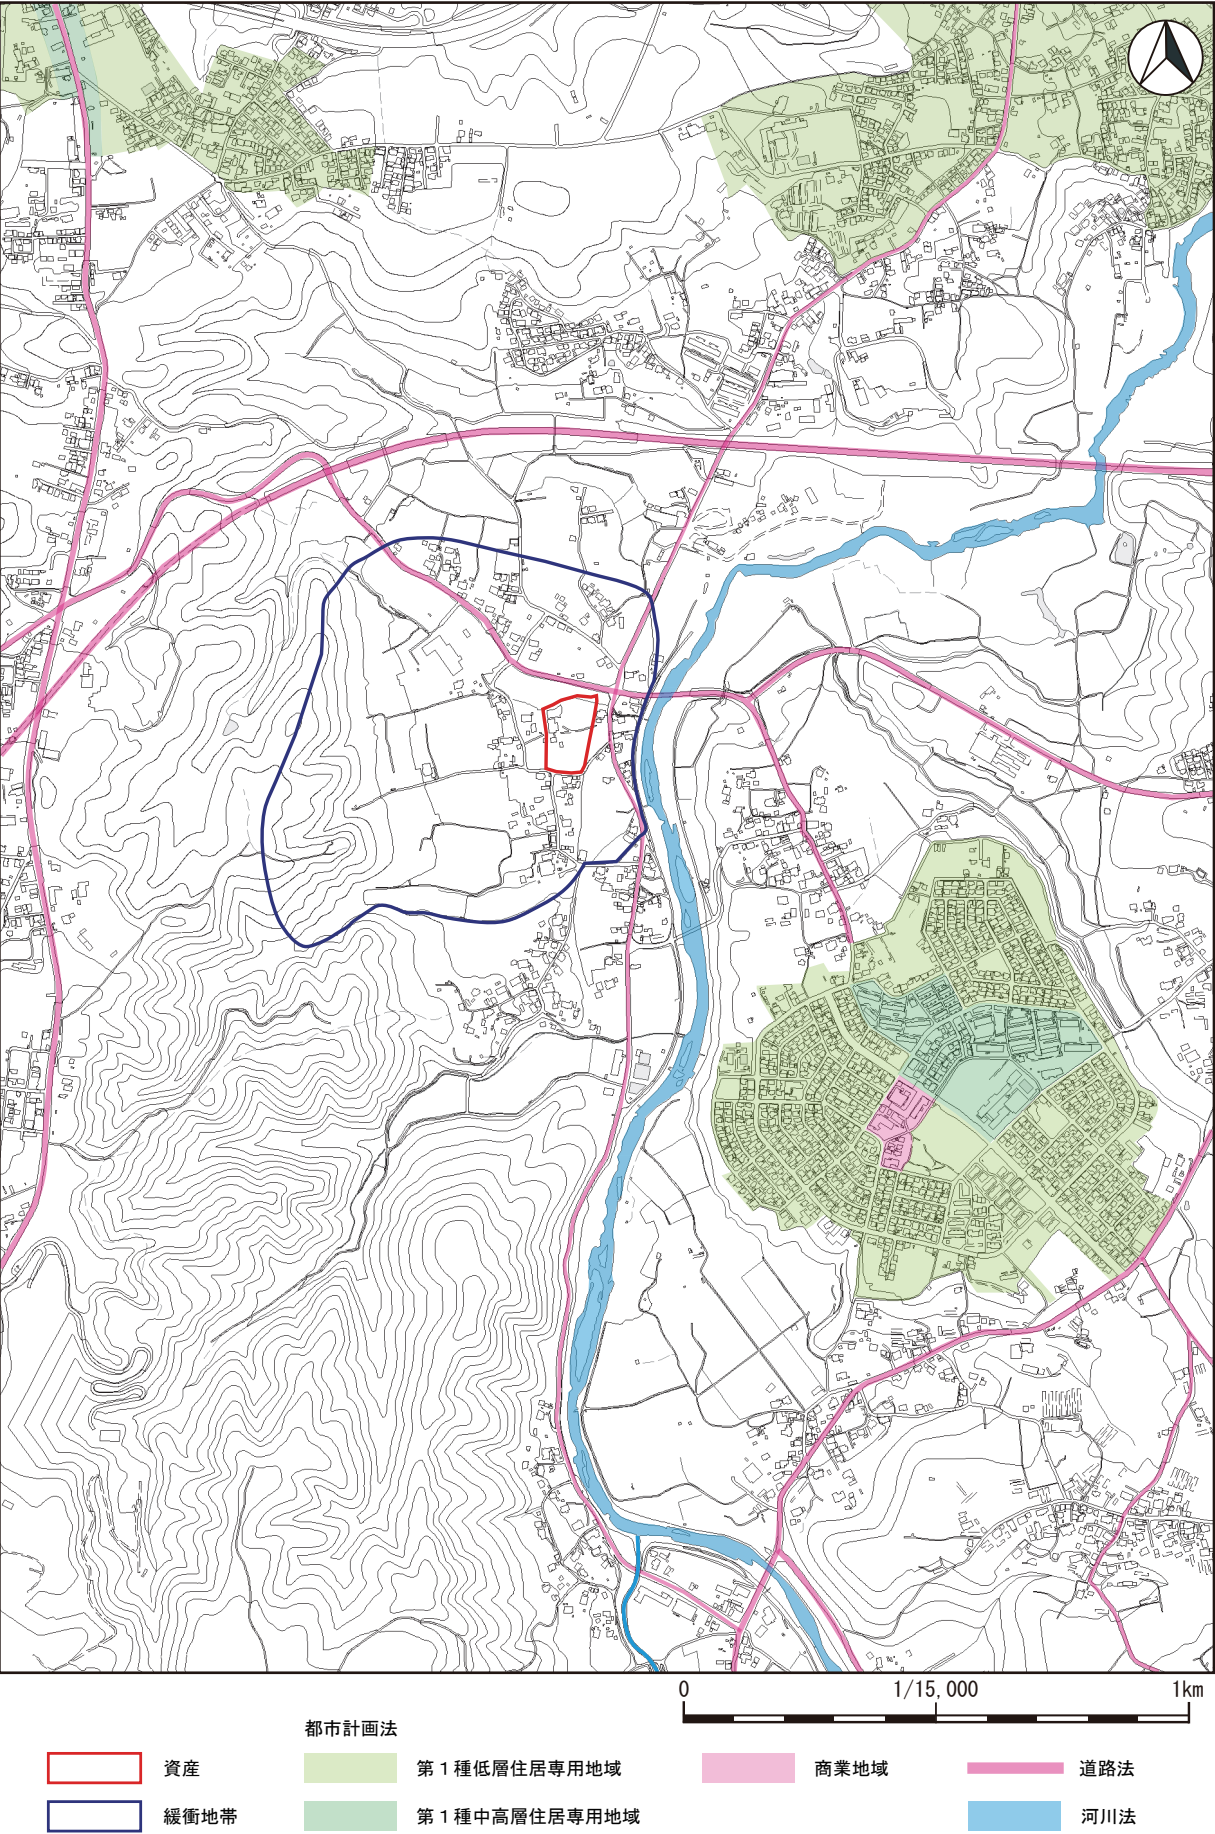 0 1/15,000 1km
都市計画法
資産 第１種低層住居専用地域 商業地域 道路法
緩衝地帯 第１種中高層住居専用地域 河川法